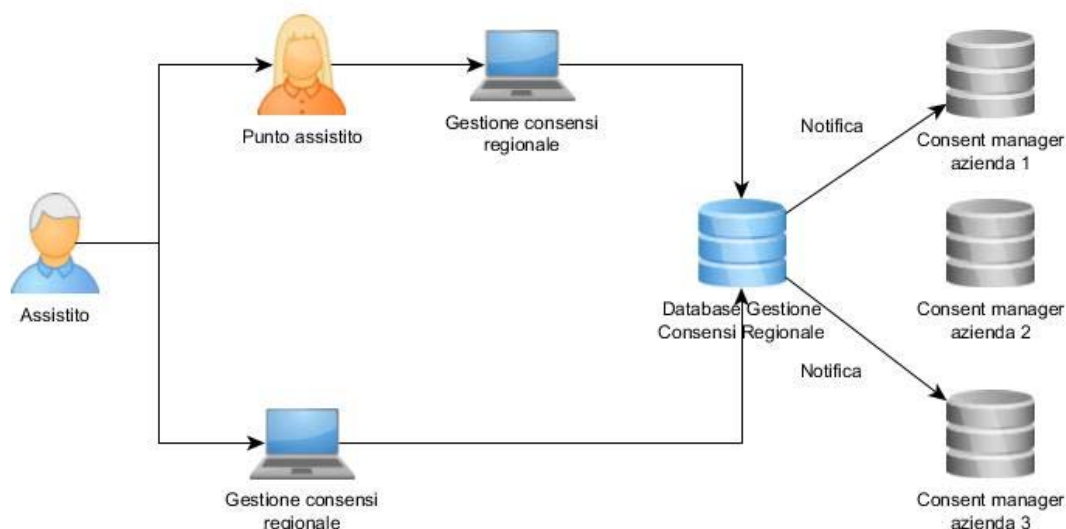 Punto assistito
Gestione consensi
regionale
Notifica
Consent manager
azienda 1
Assistito
Database Gestione
Consensi Regionale
Consent manager
azienda 2
Notifica
Gestione consensi
regionale
Consent manager
azienda 3